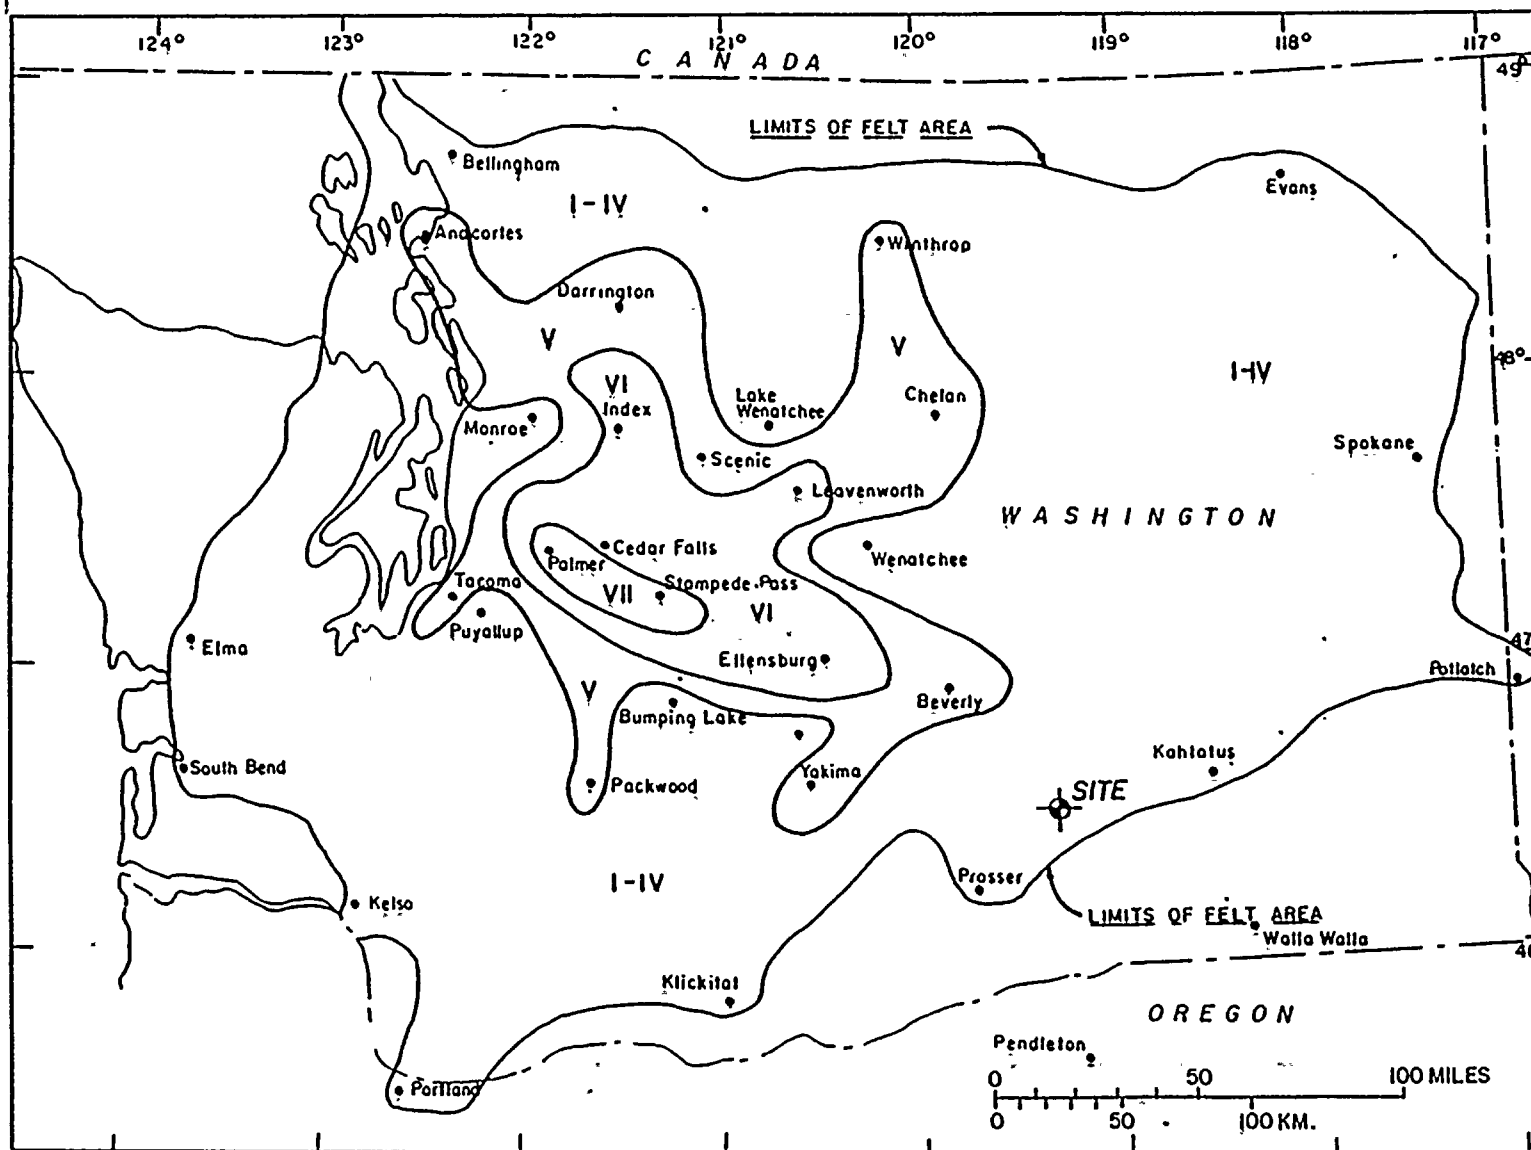 124° 123° 122° 121° 120° 119° 118° 117°
CANADA
49°
LIMITS OF FELT AREA
Bellingham
Evans
I-IV
Anacortes
Winthrop
Darrington
V
V
48°
VI
I-IV
Index
Lake
Wenatchee
Chelan
Monroe
Spokane
Scenic
Leavenworth
WASHINGTON
Cedar Falls
Palmer
Wenatchee
Tacoma
Stampede Pass
VII
VI
Puyallup
Elma
47
Ellensburg
Potlatch
V
Beverly
Bumping Lake
Kahlatus
South Bend
Yakima
Packwood
SITE
I-IV
Prosser
Kelso
LIMITS OF FELT AREA
Walla Walla
Klickitat
OREGON
Pendleton
0 50 100 MILES
Portland
0 50 100 KM.